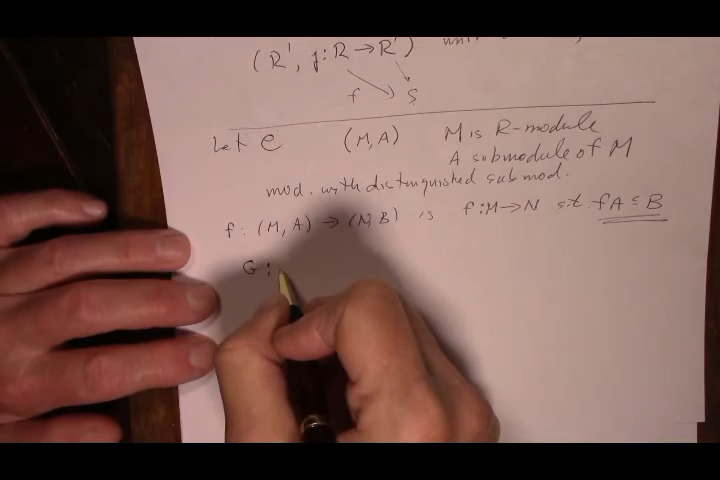 (R', j: R → R')
f S
Let C (M, A) M is R-module
A submodule of M
mod. with distinguished submod.
f: (M, A) → (N, B) is f: M → N s.t. fA ⊆ B
G: